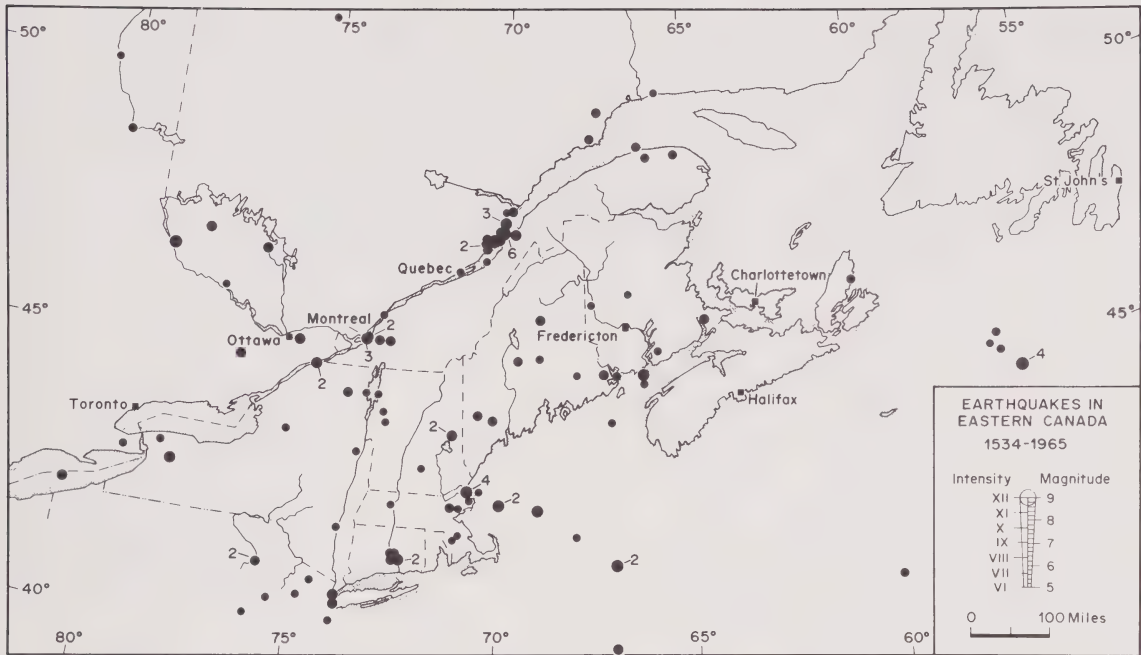 50° 80° 75° 70° 65° 60° 55° 50°
St John's
3
2 6
Quebec
Charlottetown
45° Montreal 2 45°
Ottawa 3
Fredericton
4
2
Toronto
Halifax
2
4
2
2 2
2
40° 40°
80° 75° 70° 65° 60°
EARTHQUAKES IN
EASTERN CANADA
1534-1965
Intensity Magnitude
XII 9
XI 8
X
IX 7
VIII
VII 6
VI 5
0 100 Miles